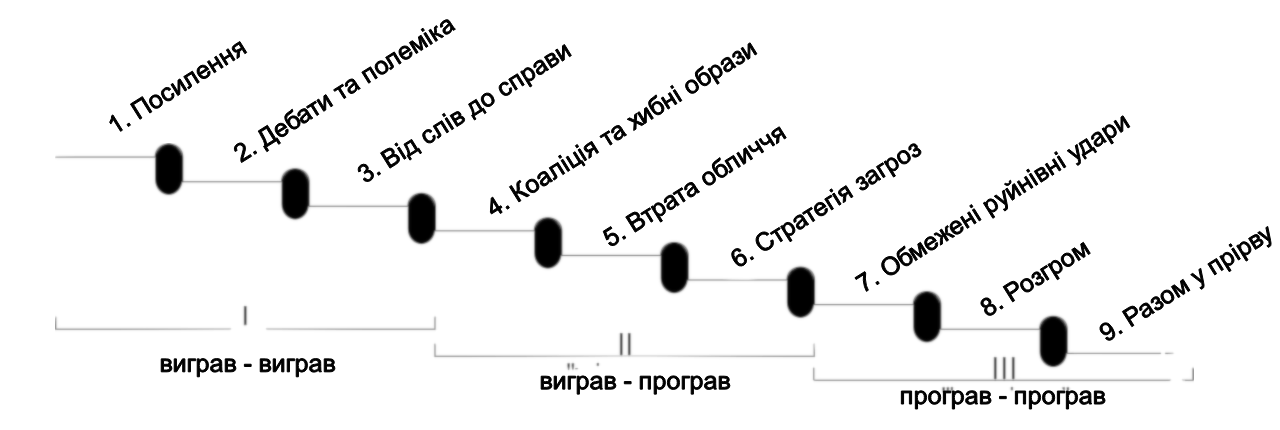 1. Посилення
2. Дебати та полеміка
3. Від слів до справи
4. Коаліція та хибні образи
5. Втрата обличчя
6. Стратегія загроз
7. Обмежені руйнівні удари
8. Розгром
9. Разом у прірву
I
виграв - виграв
II
виграв - програв
III
програв - програв